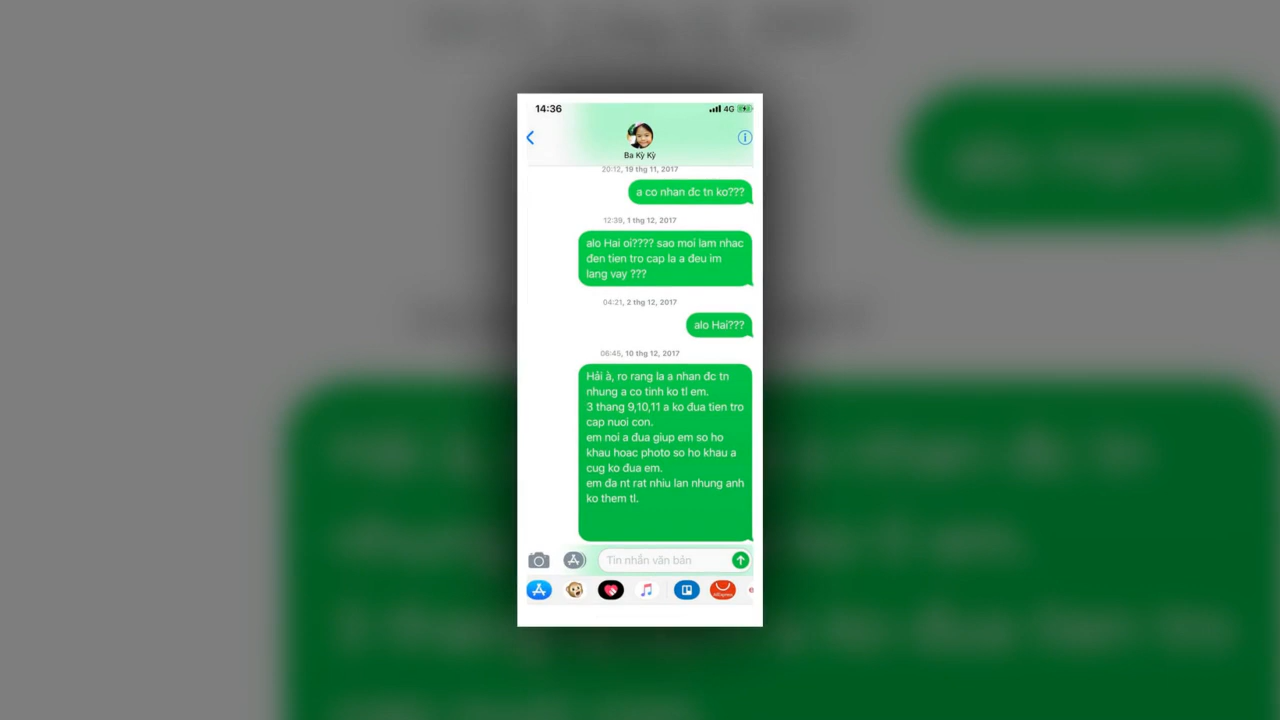 14:36
4G
Ba Kỳ Kỳ
20:12, 19 thg 11, 2017
a co nhan đc tn ko???
12:39, 1 thg 12, 2017
alo Hai oi???? sao moi lam nhac
đen tien tro cap la a đeu im
lang vay ???
04:21, 2 thg 12, 2017
alo Hai???
06:45, 10 thg 12, 2017
Hải à, ro rang la a nhan đc tn
nhung a co tinh ko tl em.
3 thang 9,10,11 a ko đua tien tro
cap nuoi con.
em noi a đua giup em so ho
khau hoac photo so ho khau a
cug ko đua em.
em đa nt rat nhiu lan nhung anh
ko them tl.
Tin nhắn văn bản
AliExpress